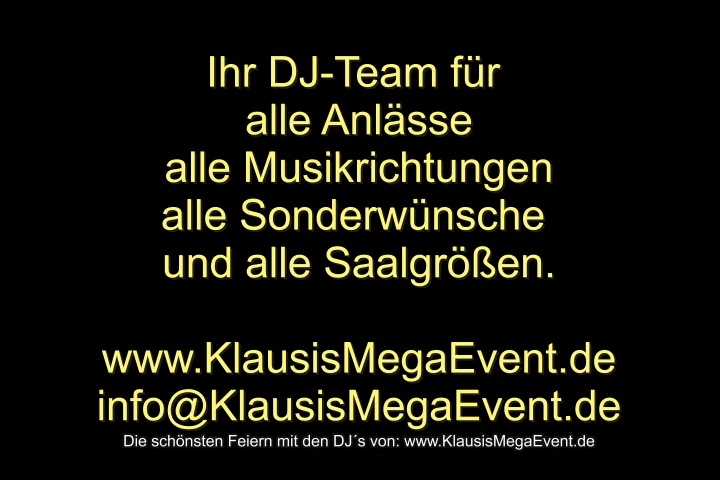 Ihr DJ-Team für
alle Anlässe
alle Musikrichtungen
alle Sonderwünsche
und alle Saalgrößen.
www.KlausisMegaEvent.de
info@KlausisMegaEvent.de
Die schönsten Feiern mit den DJ´s von: www.KlausisMegaEvent.de